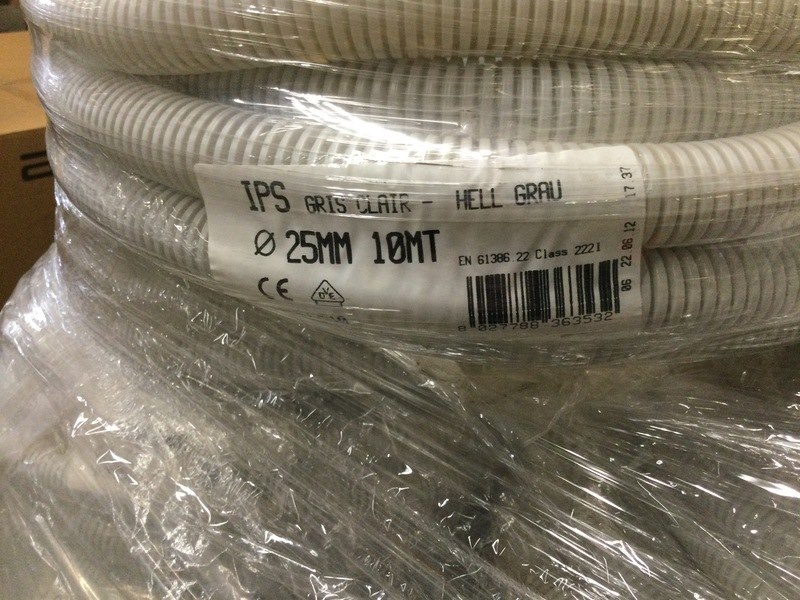 IPS GRIS CLAIR - HELL GRAU
Ø 25MM 10MT
EN 61386.22 Class 2221
CE
VDE
8 027788 363532
06 22 06 12 17 37